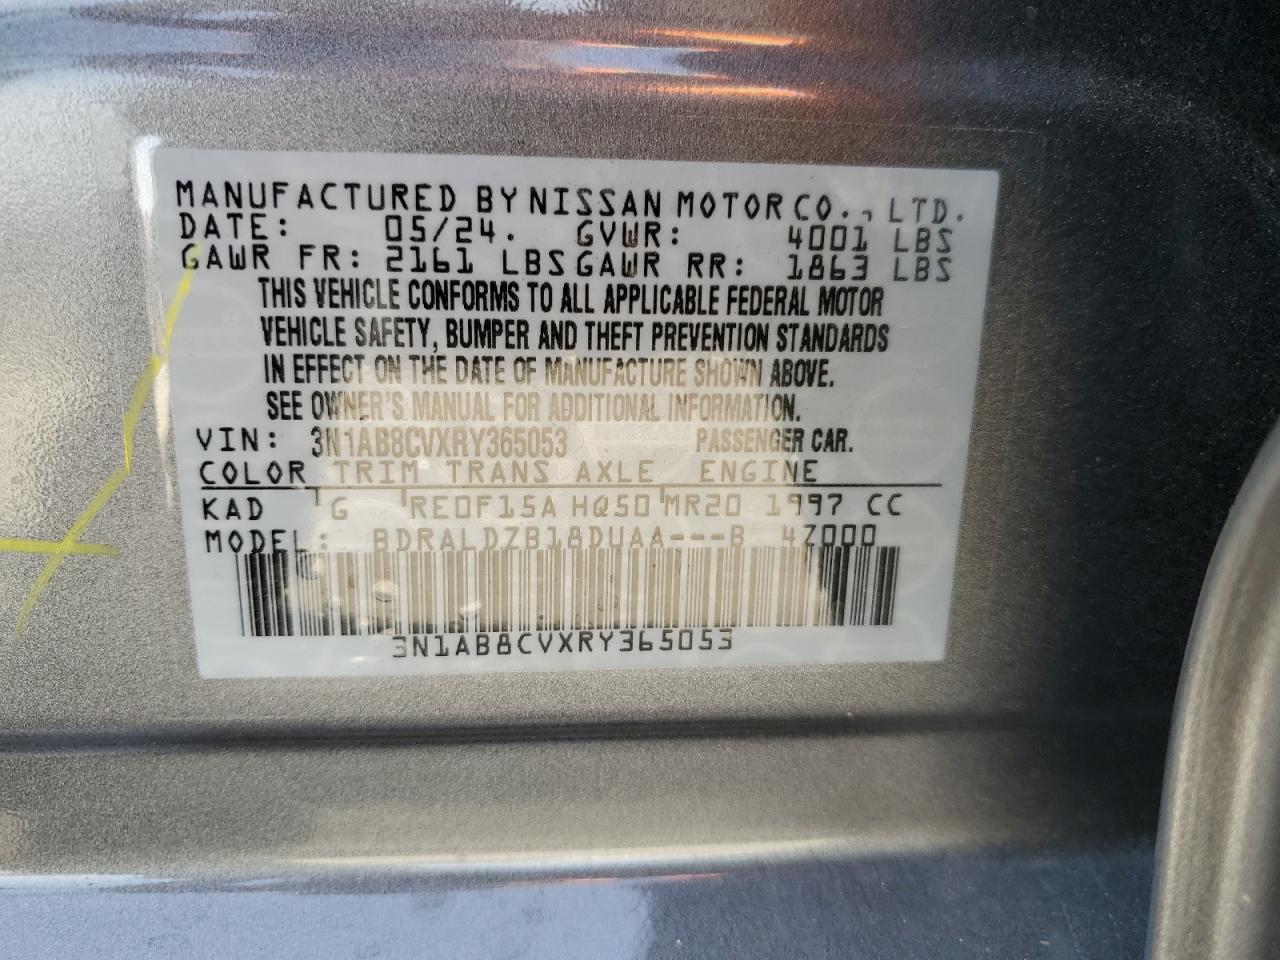 MANUFACTURED BY NISSAN MOTOR CO., LTD.
DATE: 05/24. GVWR: 4001 LBS
GAWR FR: 2161 LBS GAWR RR: 1863 LBS
THIS VEHICLE CONFORMS TO ALL APPLICABLE FEDERAL MOTOR
VEHICLE SAFETY, BUMPER AND THEFT PREVENTION STANDARDS
IN EFFECT ON THE DATE OF MANUFACTURE SHOWN ABOVE.
SEE OWNER'S MANUAL FOR ADDITIONAL INFORMATION.
VIN: 3N1AB8CVXRY365053 PASSENGER CAR.
COLOR TRIM TRANS AXLE ENGINE
KAD G RE0F15A HQ50 MR20 1997 CC
MODEL: BDRALDZB18DUAA---B 4Z000
3N1AB8CVXRY365053